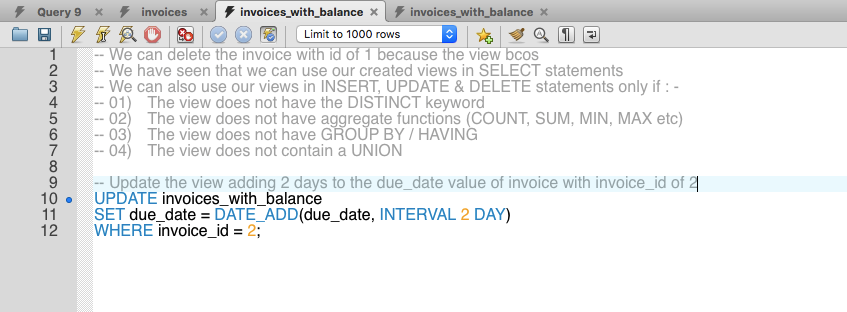 Query 9 invoices invoices_with_balance invoices_with_balance
Limit to 1000 rows
1 -- We can delete the invoice with id of 1 because the view bcos
2 -- We have seen that we can use our created views in SELECT statements
3 -- We can also use our views in INSERT, UPDATE & DELETE statements only if : -
4 -- 01) The view does not have the DISTINCT keyword
5 -- 02) The view does not have aggregate functions (COUNT, SUM, MIN, MAX etc)
6 -- 03) The view does not have GROUP BY / HAVING
7 -- 04) The view does not contain a UNION
8
9 -- Update the view adding 2 days to the due_date value of invoice with invoice_id of 2
10 UPDATE invoices_with_balance
11 SET due_date = DATE_ADD(due_date, INTERVAL 2 DAY)
12 WHERE invoice_id = 2;